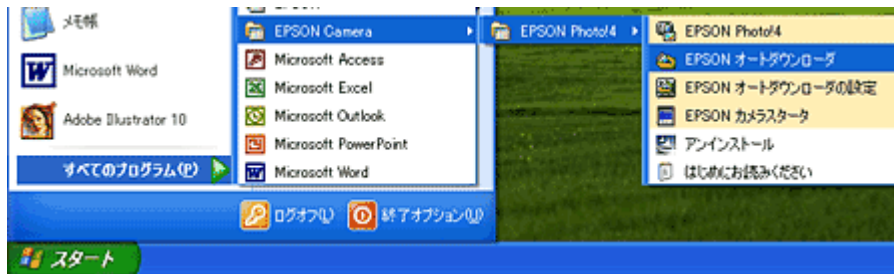 メモ帳
Microsoft Word
Adobe Illustrator 10
すべてのプログラム(P)
EPSON Camera
Microsoft Access
Microsoft Excel
Microsoft Outlook
Microsoft PowerPoint
Microsoft Word
EPSON Photo!4
EPSON Photo!4
EPSON オートダウンローダ
EPSON オートダウンローダの設定
EPSON カメラスタータ
アンインストール
はじめにお読みください
ログオフ(L)
終了オプション(U)
スタート